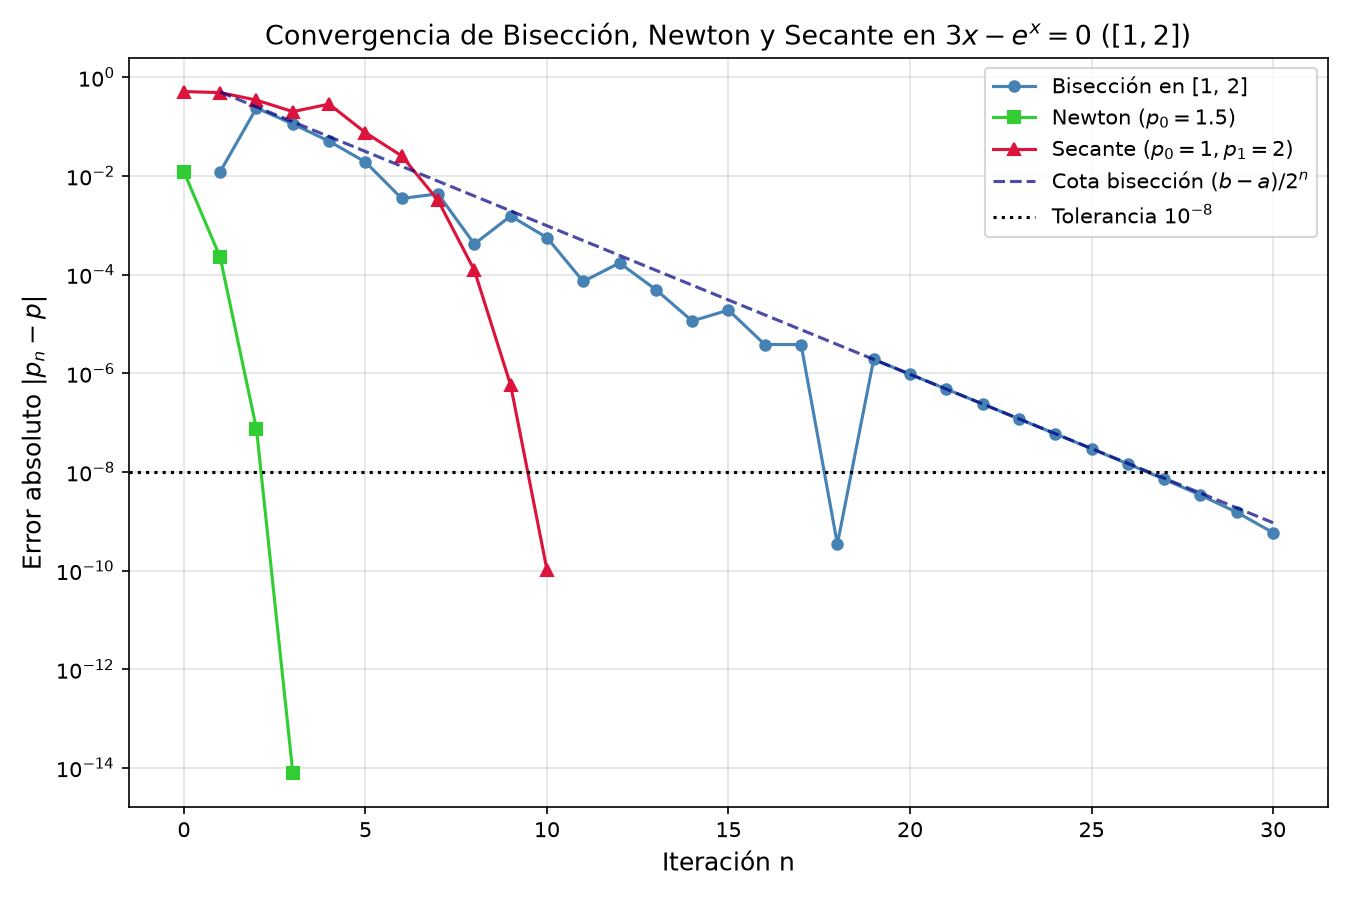 Convergencia de Bisección, Newton y Secante en $3x - e^x = 0$ ([1, 2])
Bisección en [1, 2]
Newton ($p_0 = 1.5$)
Secante ($p_0 = 1, p_1 = 2$)
Cota bisección $(b - a)/2^n$
Tolerancia $10^{-8}$
Error absoluto $|p_n - p|$
$10^0$
$10^{-2}$
$10^{-4}$
$10^{-6}$
$10^{-8}$
$10^{-10}$
$10^{-12}$
$10^{-14}$
0 5 10 15 20 25 30
Iteración n